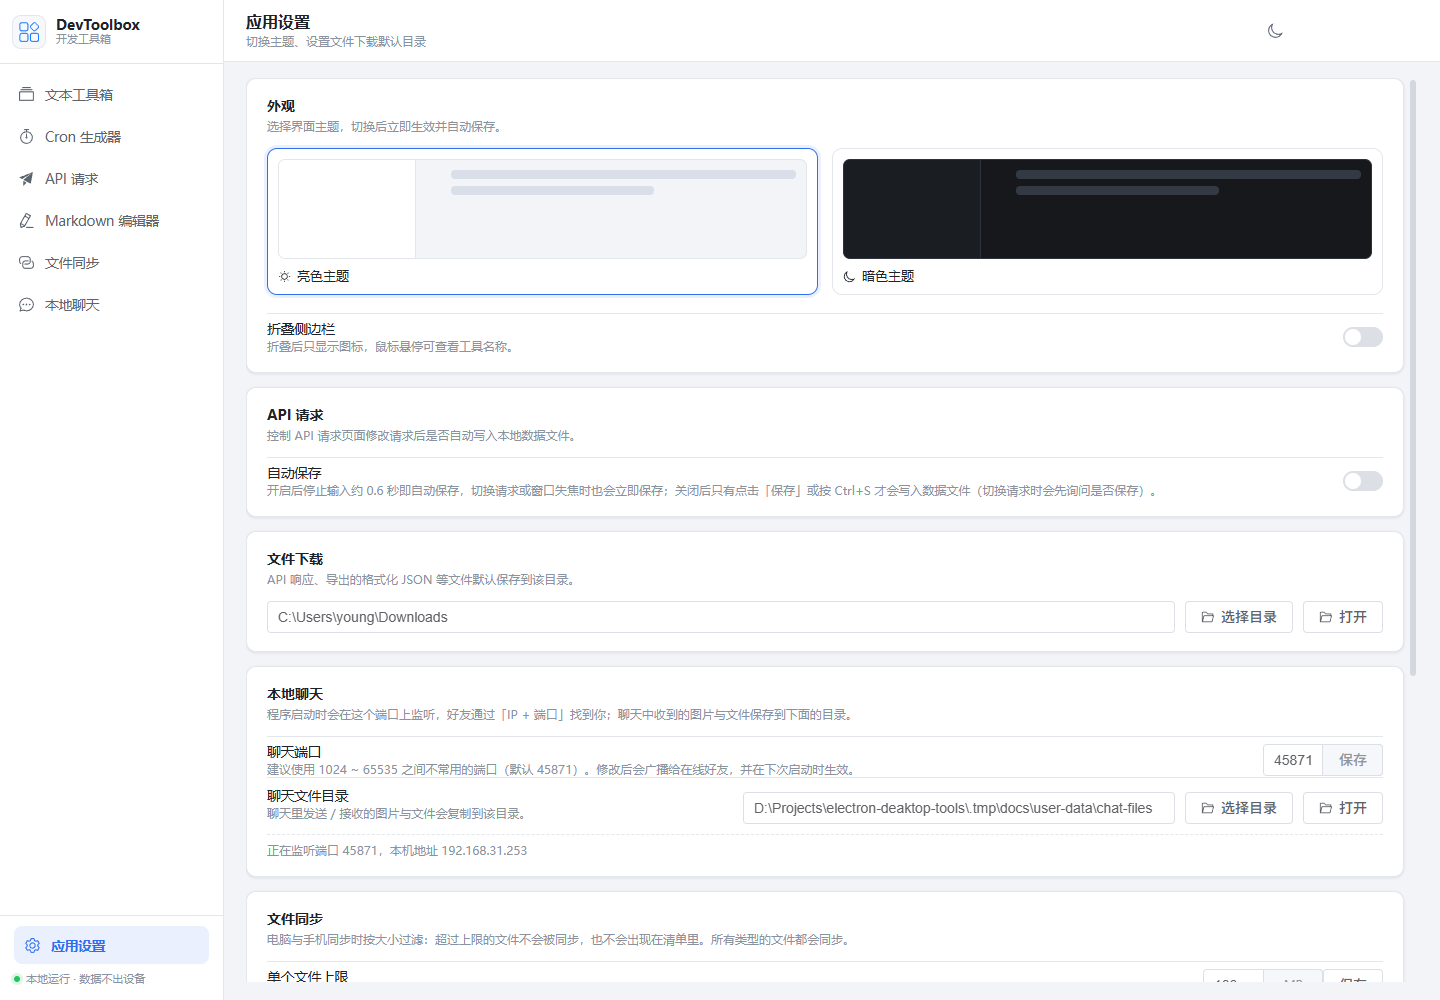 DevToolbox
开发工具箱
文本工具箱
Cron 生成器
API 请求
Markdown 编辑器
文件同步
本地聊天
应用设置
本地运行 · 数据不出设备
应用设置
切换主题、设置文件下载默认目录
外观
选择界面主题，切换后立即生效并自动保存。
亮色主题
暗色主题
折叠侧边栏
折叠后只显示图标，鼠标悬停可查看工具名称。
API 请求
控制 API 请求页面修改请求后是否自动写入本地数据文件。
自动保存
开启后停止输入约 0.6 秒即自动保存，切换请求或窗口失焦时也会立即保存；关闭后只有点击「保存」或按 Ctrl+S 才会写入数据文件（切换请求时会先询问是否保存）。
文件下载
API 响应、导出的格式化 JSON 等文件默认保存到该目录。
C:\Users\young\Downloads
选择目录
打开
本地聊天
程序启动时会在这个端口上监听，好友通过「IP + 端口」找到你；聊天中收到的图片与文件保存到下面的目录。
聊天端口
建议使用 1024 ~ 65535 之间不常用的端口（默认 45871）。修改后会广播给在线好友，并在下次启动时生效。
45871
保存
聊天文件目录
聊天里发送 / 接收的图片与文件会复制到该目录。
D:\Projects\electron-deaktop-tools\.tmp\docs\user-data\chat-files
选择目录
打开
正在监听端口 45871，本机地址 192.168.31.253
文件同步
电脑与手机同步时按大小过滤：超过上限的文件不会被同步，也不会出现在清单里。所有类型的文件都会同步。
单个文件上限